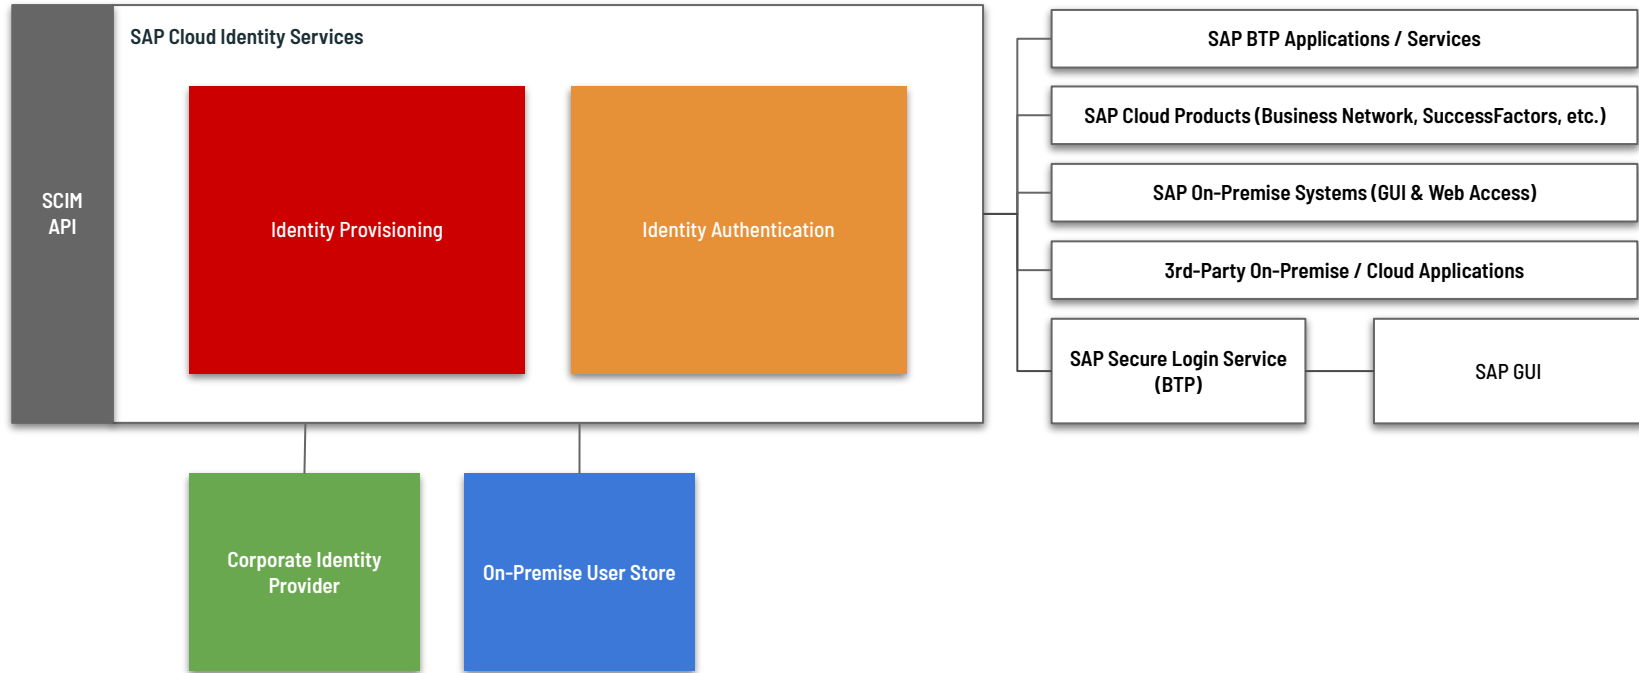 SAP Cloud Identity Services
SCIM
API
Identity Provisioning
Identity Authentication
SAP BTP Applications / Services
SAP Cloud Products (Business Network, SuccessFactors, etc.)
SAP On-Premise Systems (GUI & Web Access)
3rd-Party On-Premise / Cloud Applications
SAP Secure Login Service
(BTP)
SAP GUI
Corporate Identity
Provider
On-Premise User Store